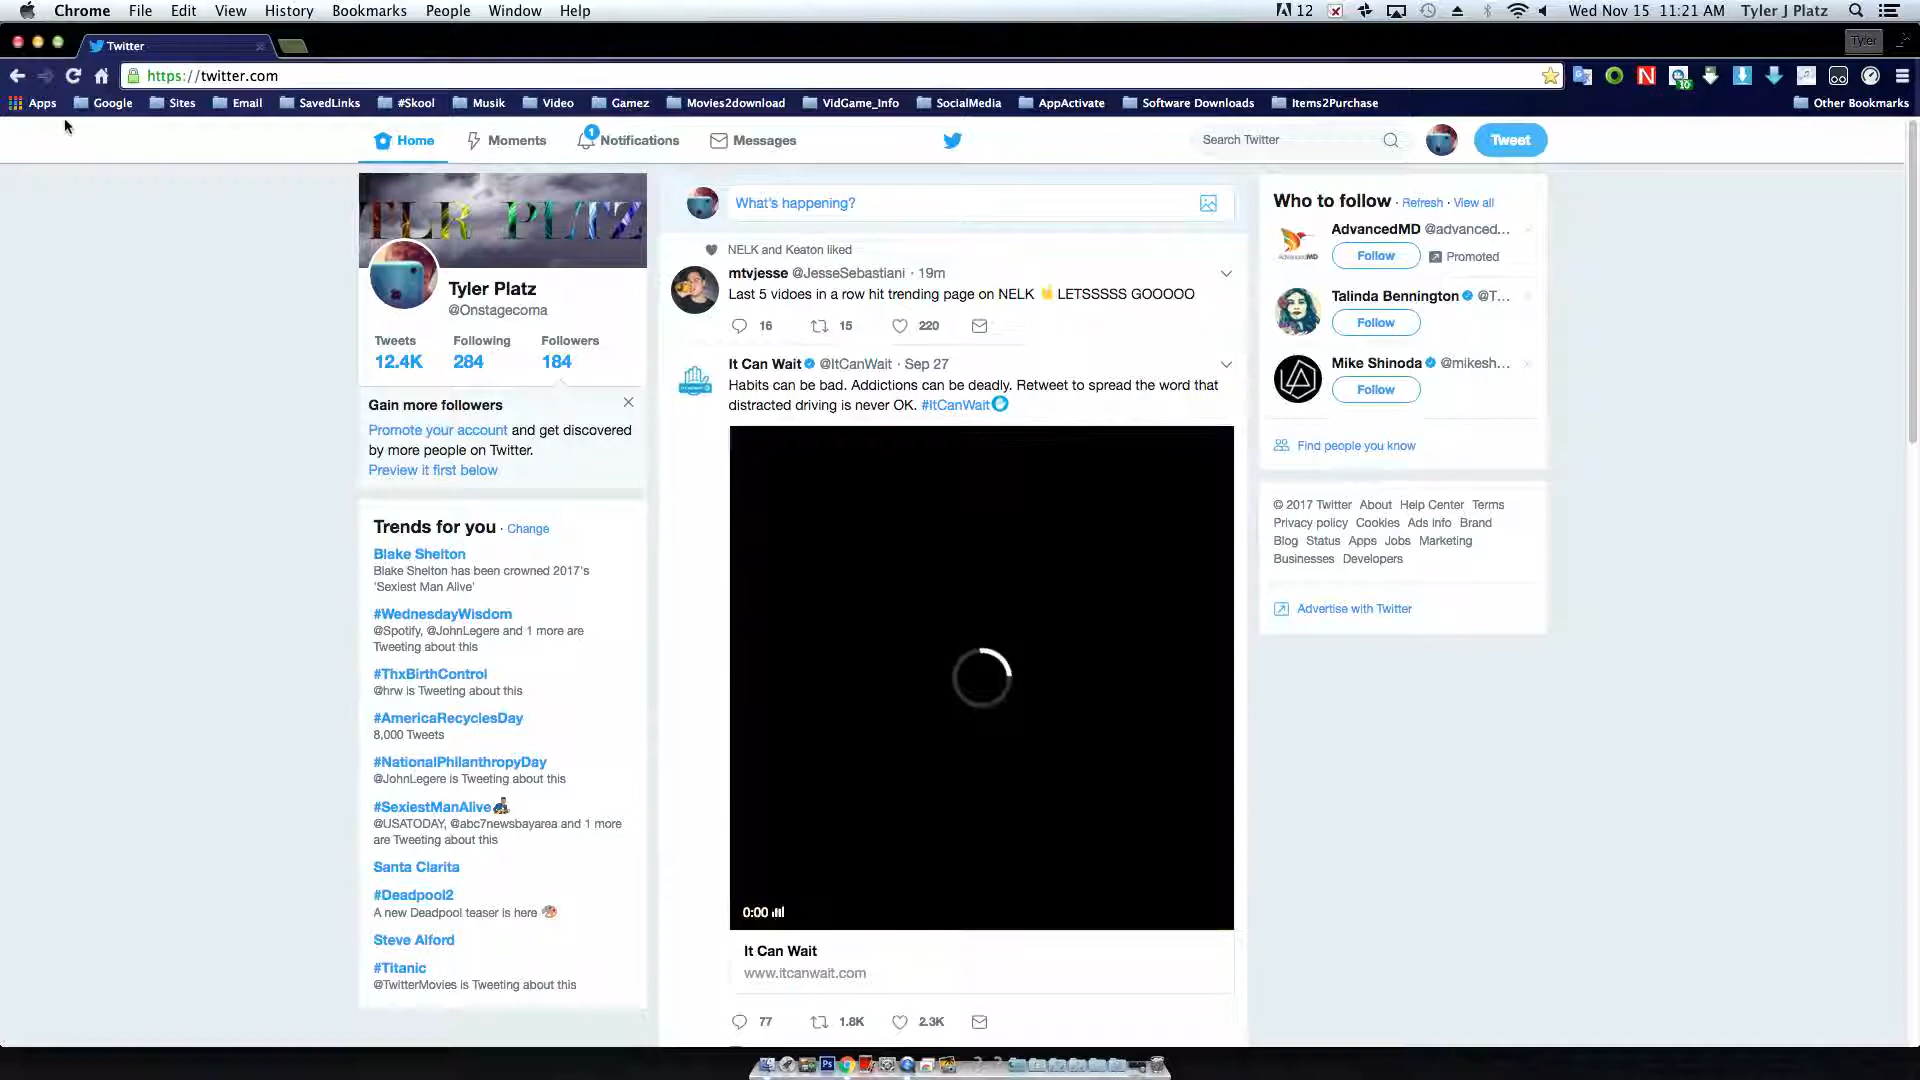 Chrome File Edit View History Bookmarks People Window Help
12 Wed Nov 15 11:21 AM Tyler J Platz
Twitter
Tyler
https://twitter.com
10
Apps Google Sites Email SavedLinks #Skool Musik Video Gamez Movies2download VidGame_Info SocialMedia AppActivate Software Downloads Items2Purchase Other Bookmarks
Home Moments 1 Notifications Messages Search Twitter Tweet
Tyler Platz
@Onstagecoma
Tweets Following Followers
12.4K 284 184
Gain more followers
Promote your account and get discovered
by more people on Twitter.
Preview it first below
Trends for you · Change
Blake Shelton
Blake Shelton has been crowned 2017's
'Sexiest Man Alive'
#WednesdayWisdom
@Spotify, @JohnLegere and 1 more are
Tweeting about this
#ThxBirthControl
@hrw is Tweeting about this
#AmericaRecyclesDay
8,000 Tweets
#NationalPhilanthropyDay
@JohnLegere is Tweeting about this
#SexiestManAlive
@USATODAY, @abc7newsbayarea and 1 more
are Tweeting about this
Santa Clarita
#Deadpool2
A new Deadpool teaser is here
Steve Alford
#Titanic
@TwitterMovies is Tweeting about this
What's happening?
NELK and Keaton liked
mtvjesse @JesseSebastiani · 19m
Last 5 vidoes in a row hit trending page on NELK LETSSSSS GOOOOO
16 15 220
It Can Wait @ItCanWait · Sep 27
Habits can be bad. Addictions can be deadly. Retweet to spread the word that
distracted driving is never OK. #ItCanWait
0:00
It Can Wait
www.itcanwait.com
77 1.8K 2.3K
Who to follow · Refresh · View all
AdvancedMD @advanced...
Follow Promoted
Talinda Bennington @T...
Follow
Mike Shinoda @mikesh...
Follow
Find people you know
© 2017 Twitter About Help Center Terms
Privacy policy Cookies Ads info Brand
Blog Status Apps Jobs Marketing
Businesses Developers
Advertise with Twitter